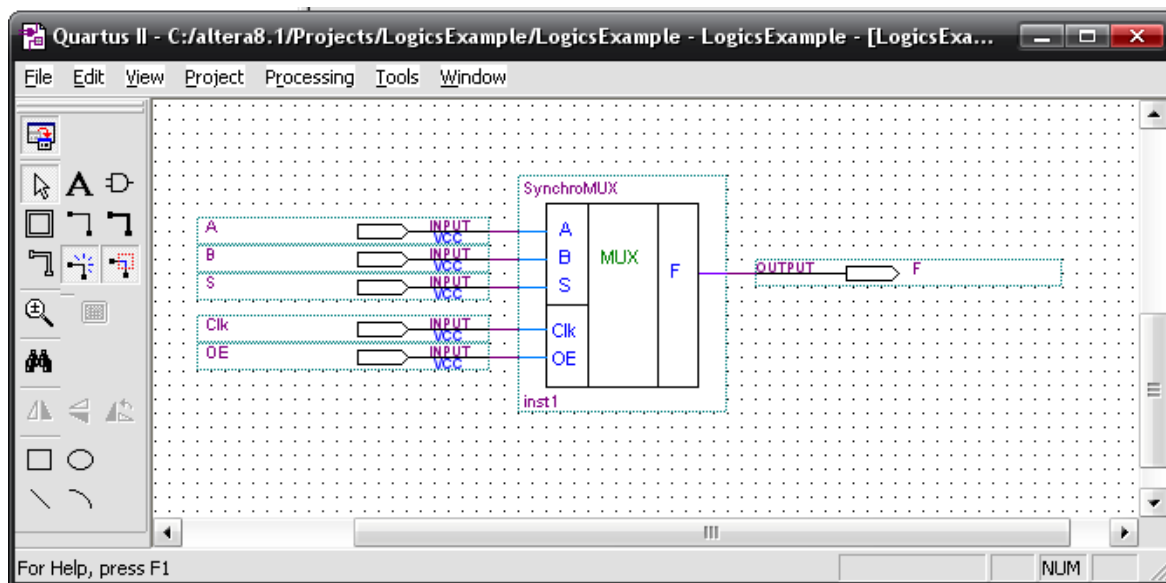 Quartus II - C:/altera8.1/Projects/LogicsExample/LogicsExample - LogicsExample - [LogicsExa...
File Edit View Project Processing Tools Window
SynchroMUX
A INPUT VCC A
B INPUT VCC B MUX F OUTPUT F
S INPUT VCC S
Clk INPUT VCC Clk
OE INPUT VCC OE
inst1
For Help, press F1 NUM